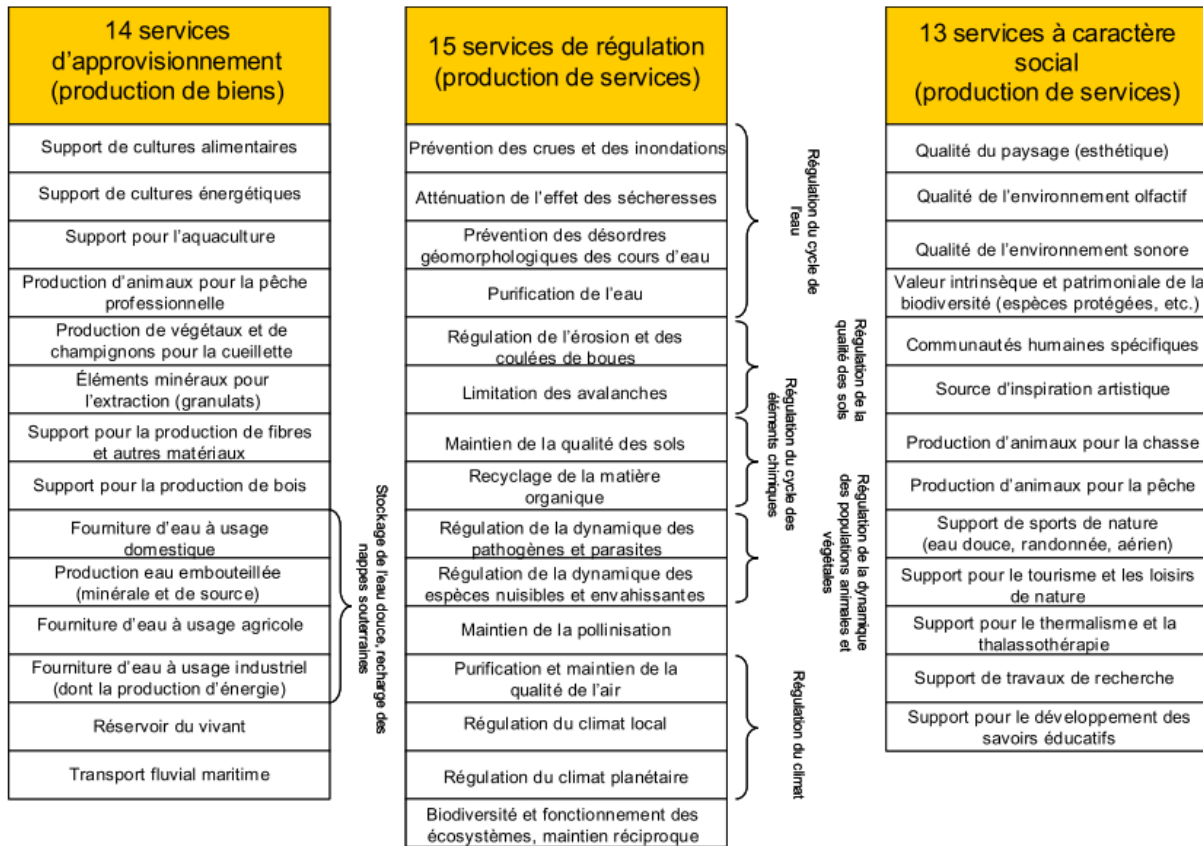 14 services
d'approvisionnement
(production de biens)
Support de cultures alimentaires
Support de cultures énergétiques
Support pour l'aquaculture
Production d'animaux pour la pêche
professionnelle
Production de végétaux et de
champignons pour la cueillette
Éléments minéraux pour
l'extraction (granulats)
Support pour la production de fibres
et autres matériaux
Support pour la production de bois
Fourniture d'eau à usage
domestique
Production eau embouteillée
(minérale et de source)
Fourniture d'eau à usage agricole
Fourniture d'eau à usage industriel
(dont la production d'énergie)
Réservoir du vivant
Transport fluvial maritime
Stockage de l'eau douce, recharge des
nappes souterraines
15 services de régulation
(production de services)
Prévention des crues et des inondations
Atténuation de l'effet des sécheresses
Prévention des désordres
géomorphologiques des cours d'eau
Purification de l'eau
Régulation de l'érosion et des
coulées de boues
Limitation des avalanches
Maintien de la qualité des sols
Recyclage de la matière
organique
Régulation de la dynamique des
pathogènes et parasites
Régulation de la dynamique des
espèces nuisibles et envahissantes
Maintien de la pollinisation
Purification et maintien de la
qualité de l'air
Régulation du climat local
Régulation du climat planétaire
Biodiversité et fonctionnement des
écosystèmes, maintien réciproque
Régulation du cycle de
l'eau
Régulation de la
qualité des sols
Régulation du cycle des
éléments chimiques
Régulation de la dynamique
des populations animales et
végétales
Régulation du climat
13 services à caractère
social
(production de services)
Qualité du paysage (esthétique)
Qualité de l'environnement olfactif
Qualité de l'environnement sonore
Valeur intrinsèque et patrimoniale de la
biodiversité (espèces protégées, etc.)
Communautés humaines spécifiques
Source d'inspiration artistique
Production d'animaux pour la chasse
Production d'animaux pour la pêche
Support de sports de nature
(eau douce, randonnée, aérien)
Support pour le tourisme et les loisirs
de nature
Support pour le thermalisme et la
thalassothérapie
Support de travaux de recherche
Support pour le développement des
savoirs éducatifs